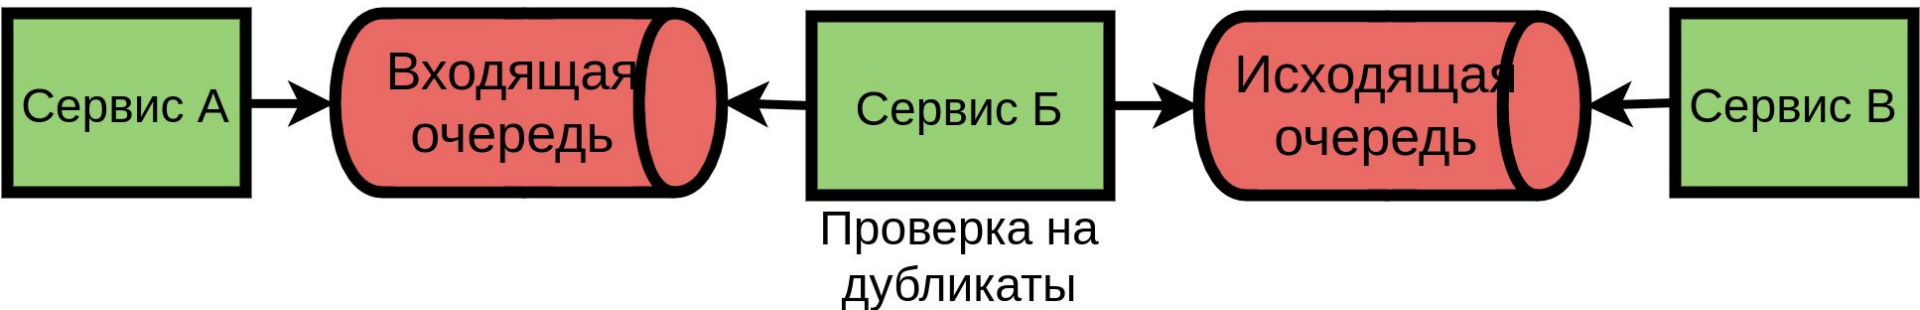 Сервис А
Входящая
очередь
Сервис Б
Проверка на
дубликаты
Исходящая
очередь
Сервис В